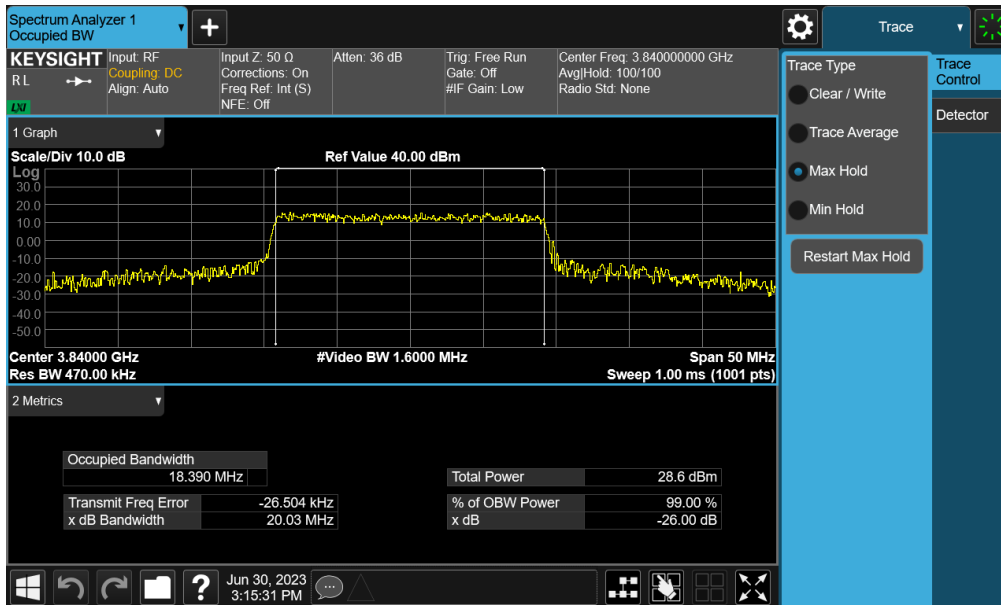 Spectrum Analyzer 1
Occupied BW
+
Trace
KEYSIGHT
R L
LXI
Input: RF
Coupling: DC
Align: Auto
Input Z: 50 Ω
Corrections: On
Freq Ref: Int (S)
NFE: Off
Atten: 36 dB
Trig: Free Run
Gate: Off
#IF Gain: Low
Center Freq: 3.840000000 GHz
Avg|Hold: 100/100
Radio Std: None
Trace Type
Clear / Write
Trace Average
Max Hold
Min Hold
Restart Max Hold
Trace
Control
Detector
1 Graph
Scale/Div 10.0 dB
Ref Value 40.00 dBm
Log
30.0
20.0
10.0
0.00
-10.0
-20.0
-30.0
-40.0
-50.0
Center 3.84000 GHz
#Video BW 1.6000 MHz
Span 50 MHz
Res BW 470.00 kHz
Sweep 1.00 ms (1001 pts)
2 Metrics
Occupied Bandwidth
18.390 MHz
Total Power 28.6 dBm
Transmit Freq Error -26.504 kHz
% of OBW Power 99.00 %
x dB Bandwidth 20.03 MHz
x dB -26.00 dB
?
Jun 30, 2023
3:15:31 PM